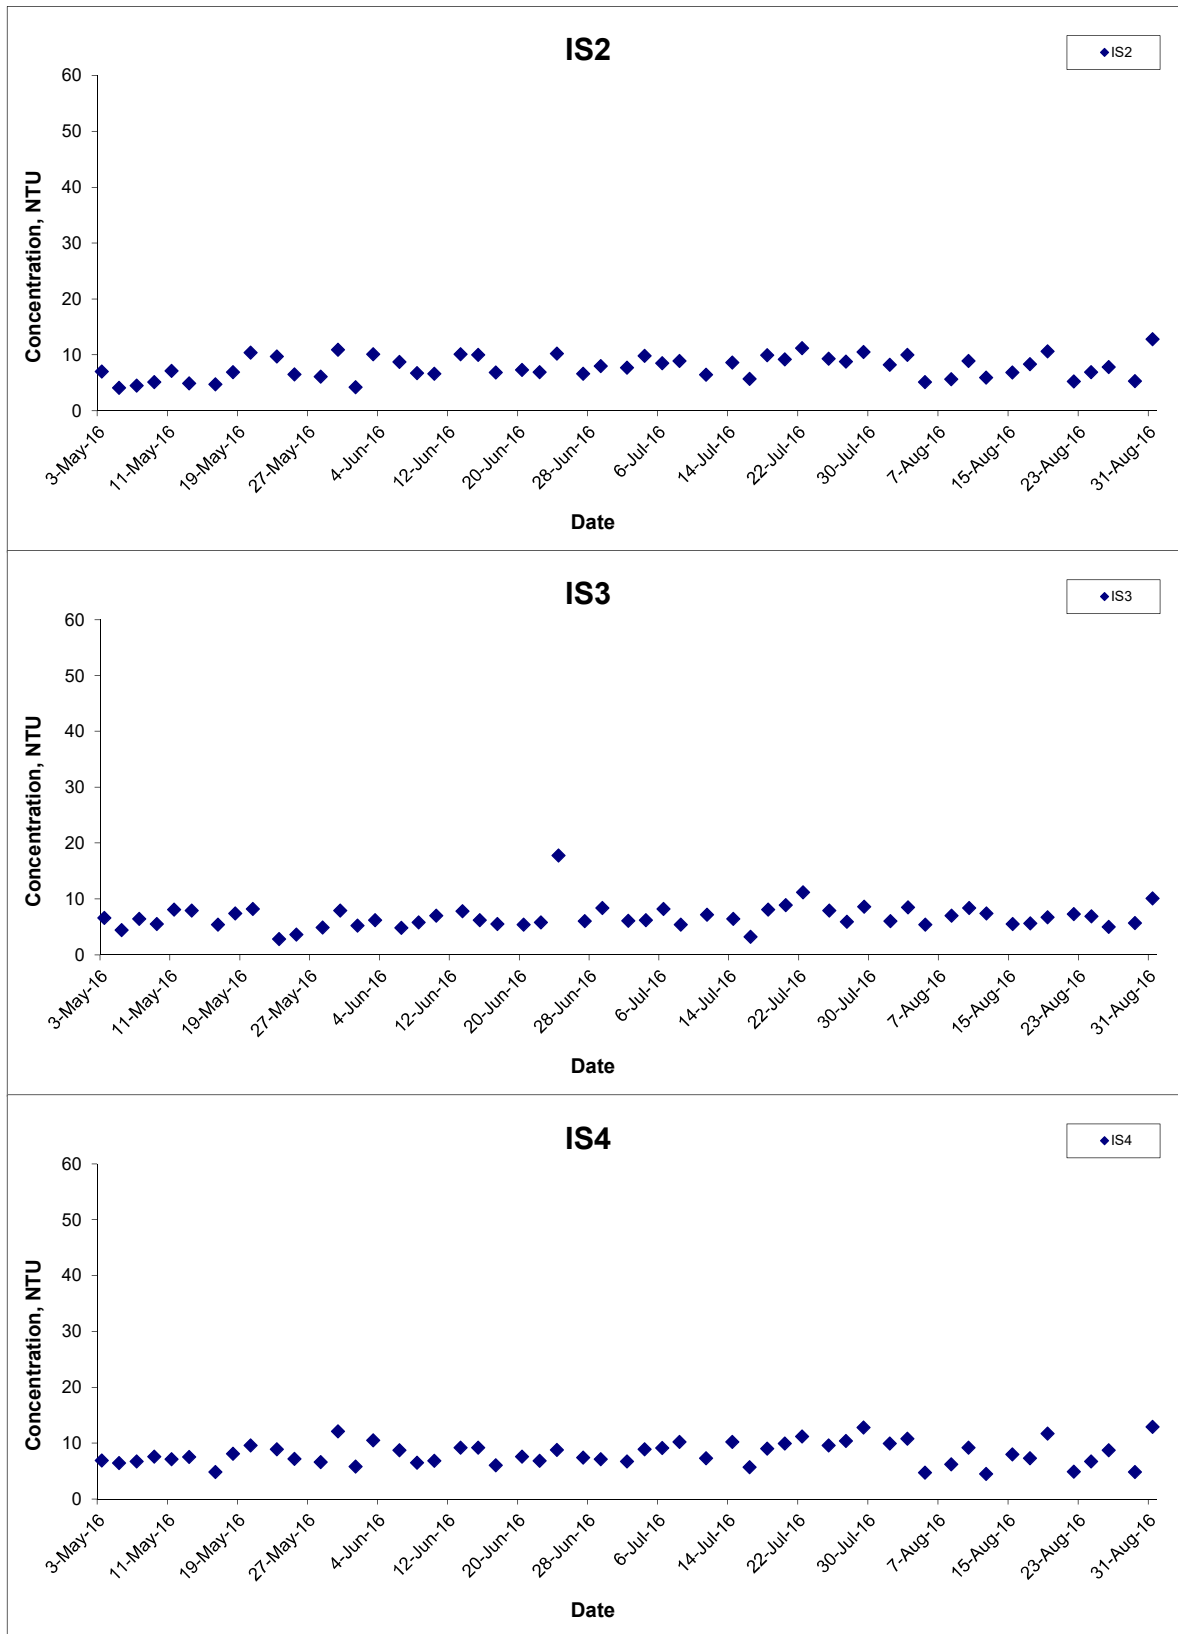 IS2
IS2
60
50
40
30
20
10
0
Concentration, NTU
3-May-16
11-May-16
19-May-16
27-May-16
4-Jun-16
12-Jun-16
20-Jun-16
28-Jun-16
6-Jul-16
14-Jul-16
22-Jul-16
30-Jul-16
7-Aug-16
15-Aug-16
23-Aug-16
31-Aug-16
Date
IS3
IS3
60
50
40
30
20
10
0
Concentration, NTU
3-May-16
11-May-16
19-May-16
27-May-16
4-Jun-16
12-Jun-16
20-Jun-16
28-Jun-16
6-Jul-16
14-Jul-16
22-Jul-16
30-Jul-16
7-Aug-16
15-Aug-16
23-Aug-16
31-Aug-16
Date
IS4
IS4
60
50
40
30
20
10
0
Concentration, NTU
3-May-16
11-May-16
19-May-16
27-May-16
4-Jun-16
12-Jun-16
20-Jun-16
28-Jun-16
6-Jul-16
14-Jul-16
22-Jul-16
30-Jul-16
7-Aug-16
15-Aug-16
23-Aug-16
31-Aug-16
Date